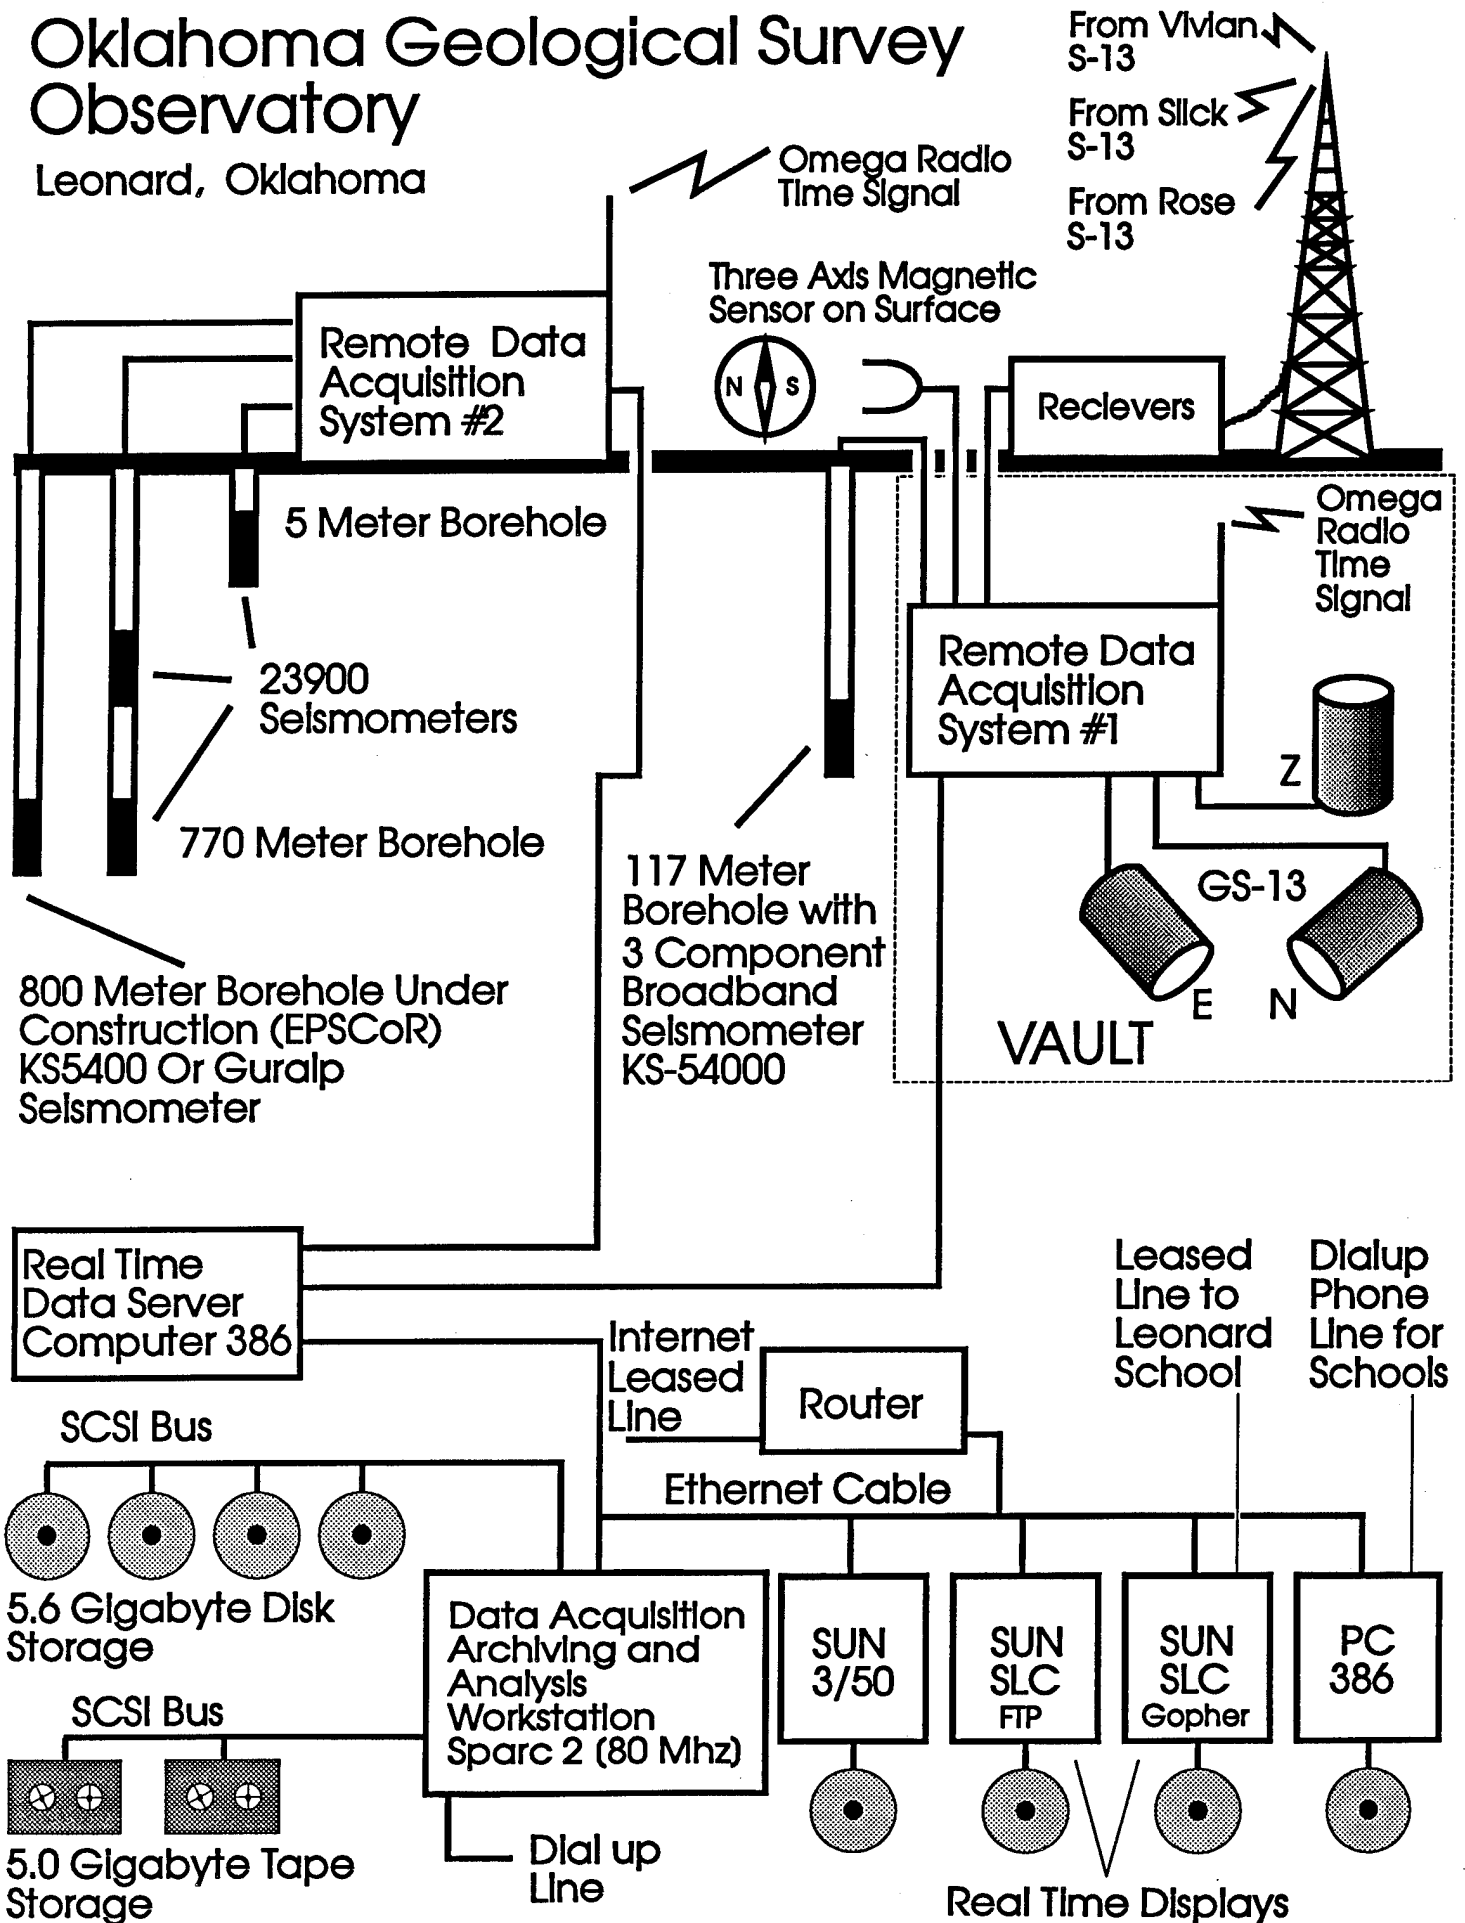 Oklahoma Geological Survey
Observatory
Leonard, Oklahoma
From Vivian
S-13
From Slick
S-13
From Rose
S-13
Omega Radio
Time Signal
Three Axis Magnetic
Sensor on Surface
N S
Remote Data
Acquisition
System #2
Recievers
5 Meter Borehole
Omega
Radio
Time
Signal
23900
Seismometers
Remote Data
Acquisition
System #1
Z
770 Meter Borehole
117 Meter
Borehole with
3 Component
Broadband
Seismometer
KS-54000
GS-13
E N
VAULT
800 Meter Borehole Under
Construction (EPSCoR)
KS5400 Or Guralp
Seismometer
Real Time
Data Server
Computer 386
Internet
Leased
Line
Router
Leased
Line to
Leonard
School
Dialup
Phone
Line for
Schools
SCSI Bus
Ethernet Cable
5.6 Gigabyte Disk
Storage
Data Acquisition
Archiving and
Analysis
Workstation
Sparc 2 (80 Mhz)
SUN
3/50
SUN
SLC
FTP
SUN
SLC
Gopher
PC
386
SCSI Bus
5.0 Gigabyte Tape
Storage
Dial up
Line
Real Time Displays